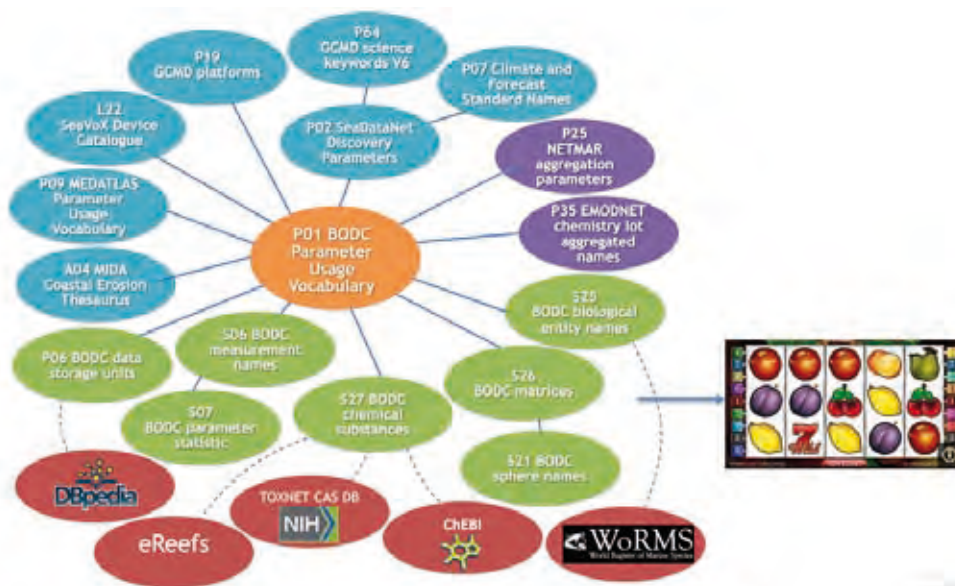 P64
GCMD science
keywords V6
P19
GCMD platforms
P07 Climate and
Forecast
Standard Names
L22
SeaVoX Device
Catalogue
P02 SeaDataNet
Discovery
Parameters
P25
NETMAR
aggregation
parameters
P09 MEDATLAS
Parameter
Usage
Vocabulary
P01 BODC
Parameter
Usage
Vocabulary
P35 EMODNET
chemistry lot
aggregated
names
A04 MIDA
Coastal Erosion
Thesaurus
S25
BODC biological
entity names
P06 BODC data
storage units
S06 BODC
measurement
names
S26
BODC matrices
S27 BODC
chemical
substances
S07
BODC parameter
statistic
S21 BODC
sphere names
DBpedia
eReefs
TOXNET CAS DB
NIH
ChEBI
WoRMS
World Register of Marine Species
7